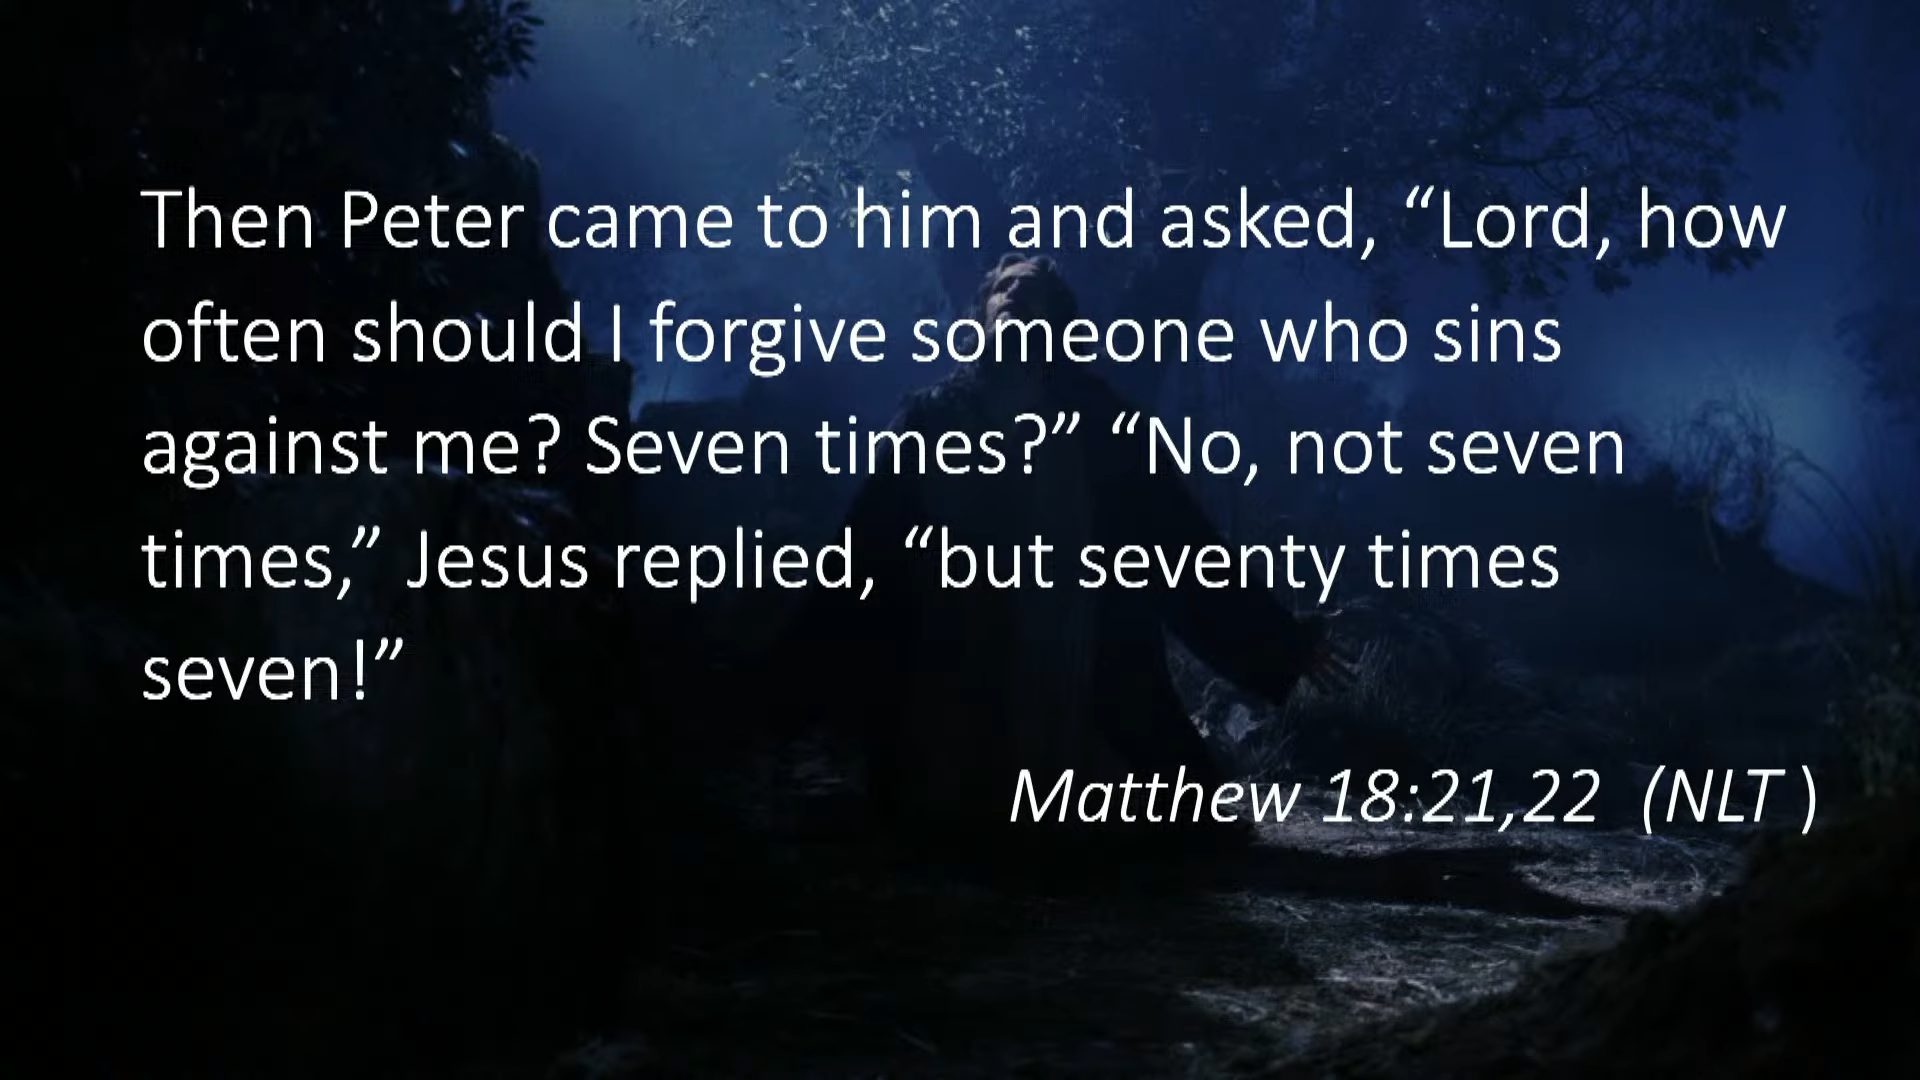 Then Peter came to him and asked, “Lord, how
often should I forgive someone who sins
against me? Seven times?” “No, not seven
times,” Jesus replied, “but seventy times
seven!”
Matthew 18:21,22  (NLT )